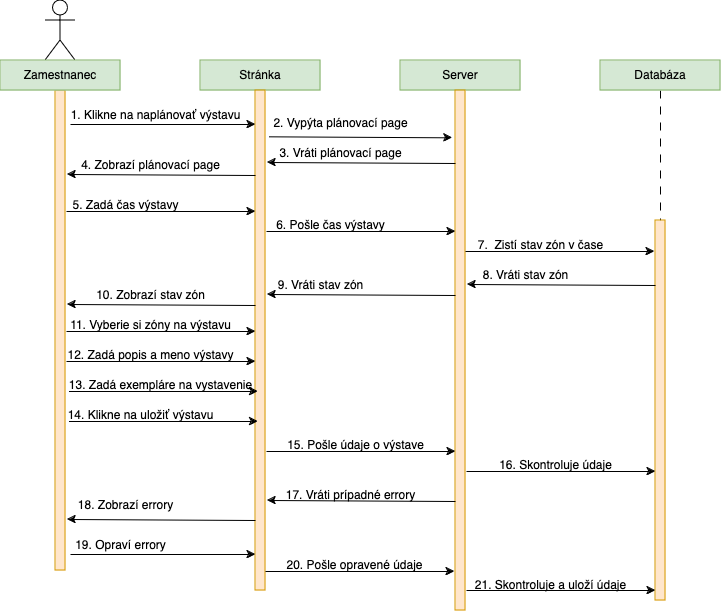 Zamestnanec
Stránka
Server
Databáza
1. Klikne na naplánovať výstavu
2. Vypýta plánovací page
3. Vráti plánovací page
4. Zobrazí plánovací page
5. Zadá čas výstavy
6. Pošle čas výstavy
7. Zistí stav zón v čase
8. Vráti stav zón
9. Vráti stav zón
10. Zobrazí stav zón
11. Vyberie si zóny na výstavu
12. Zadá popis a meno výstavy
13. Zadá exempláre na vystavenie
14. Klikne na uložiť výstavu
15. Pošle údaje o výstave
16. Skontroluje údaje
17. Vráti prípadné errory
18. Zobrazí errory
19. Opraví errory
20. Pošle opravené údaje
21. Skontroluje a uloží údaje